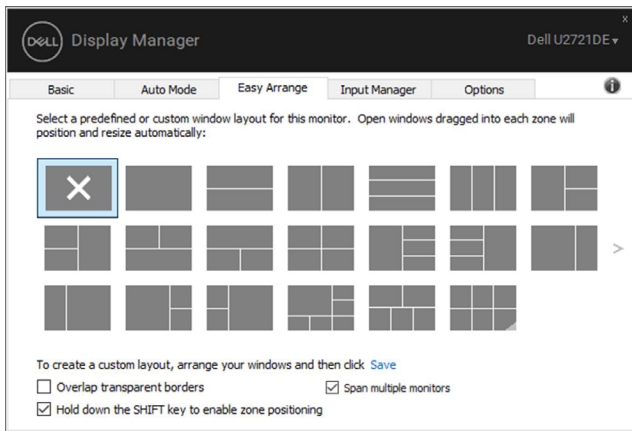 x
DELL Display Manager Dell U2721DE
Basic Auto Mode Easy Arrange Input Manager Options
Select a predefined or custom window layout for this monitor. Open windows dragged into each zone will
position and resize automatically:
To create a custom layout, arrange your windows and then click Save
Overlap transparent borders Span multiple monitors
Hold down the SHIFT key to enable zone positioning